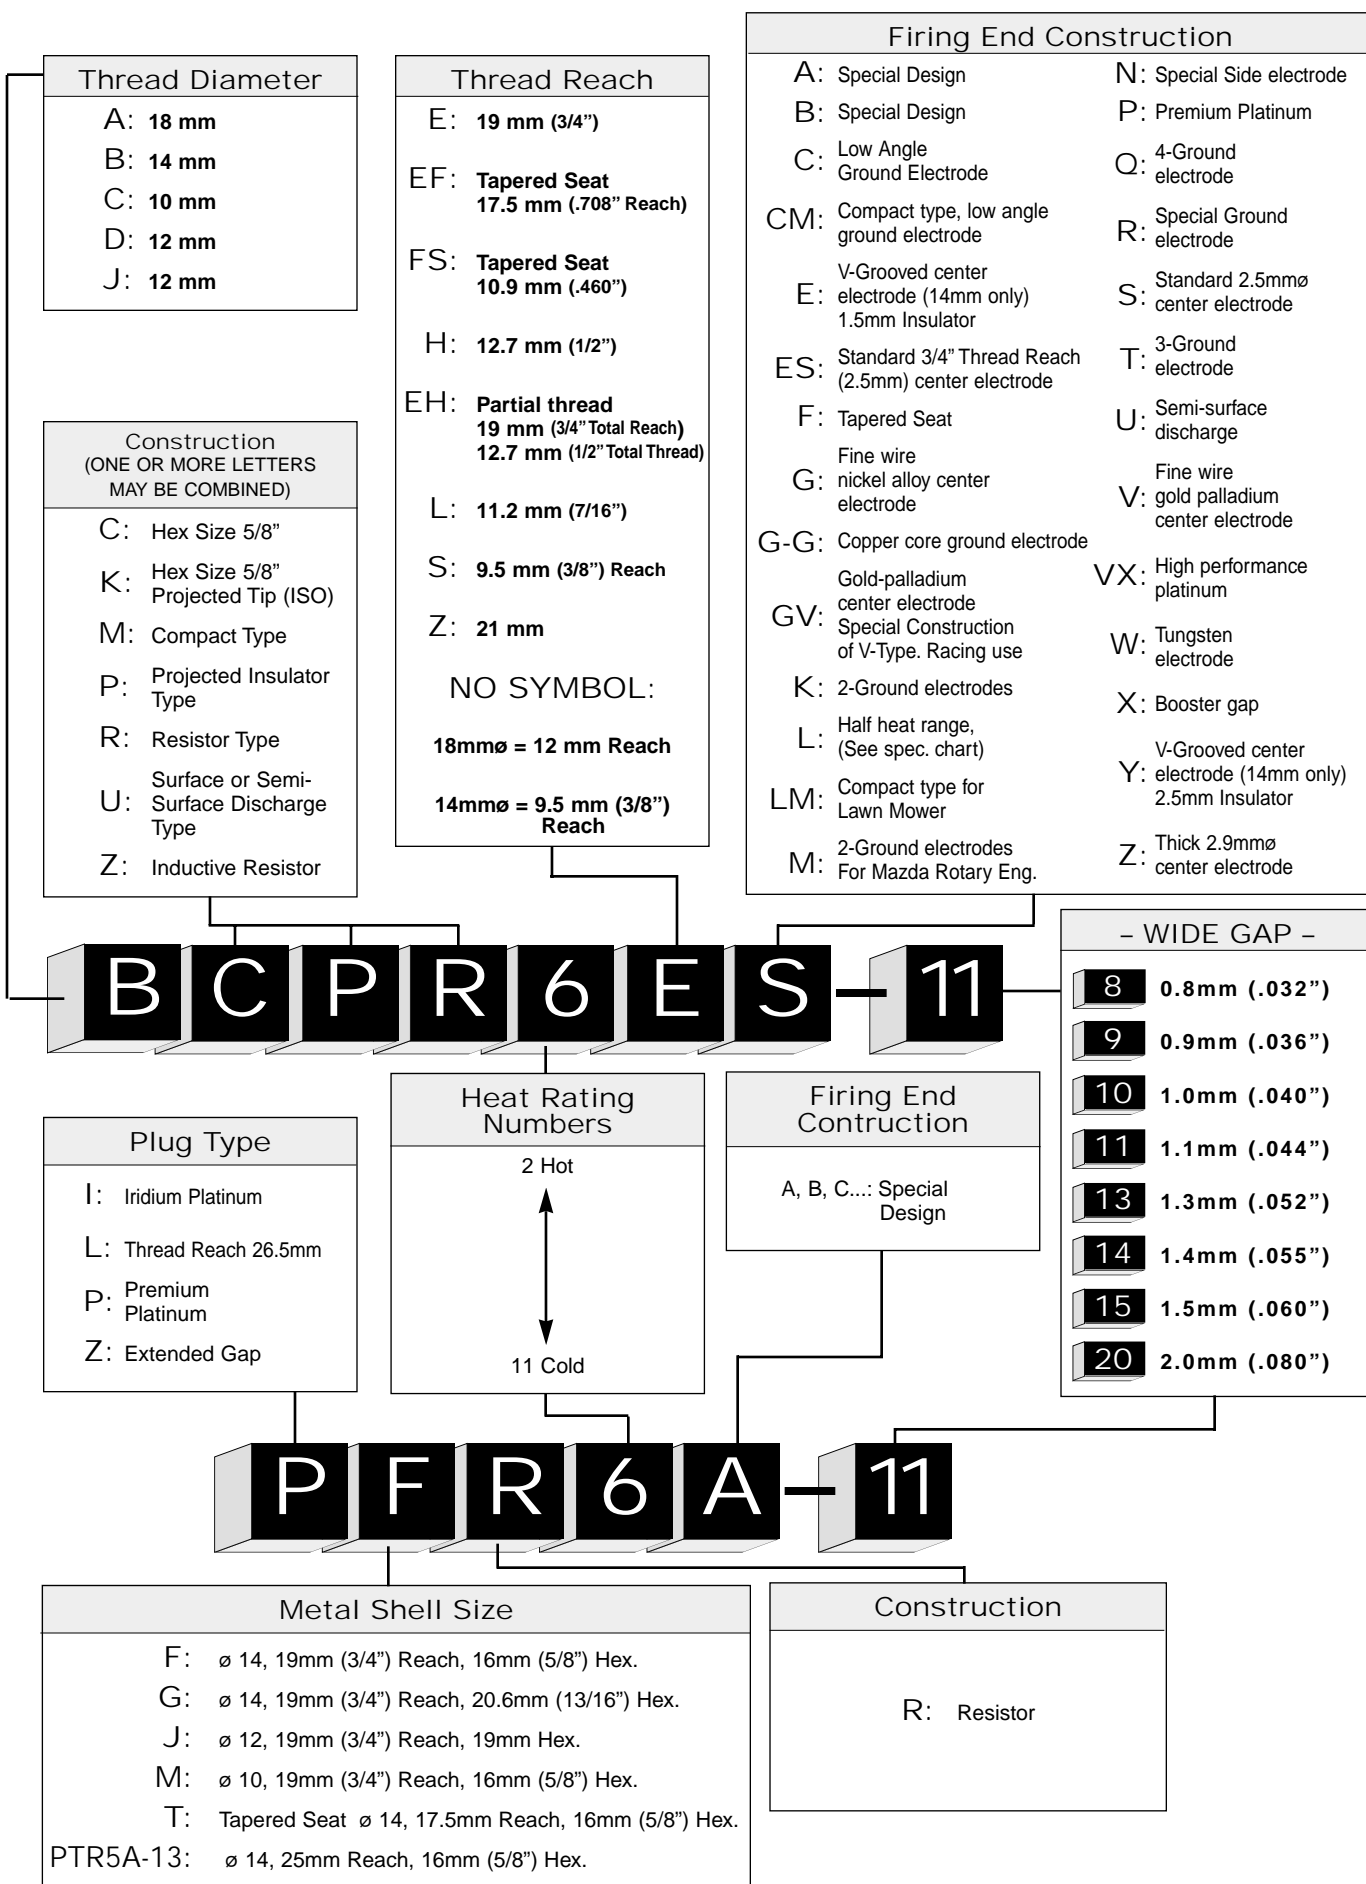 Thread Diameter
A: 18 mm
B: 14 mm
C: 10 mm
D: 12 mm
J: 12 mm
Construction
(ONE OR MORE LETTERS
MAY BE COMBINED)
C: Hex Size 5/8”
K: Hex Size 5/8”
Projected Tip (ISO)
M: Compact Type
P: Projected Insulator
Type
R: Resistor Type
U: Surface or Semi-
Surface Discharge
Type
Z: Inductive Resistor
Thread Reach
E: 19 mm (3/4”)
EF: Tapered Seat
17.5 mm (.708” Reach)
FS: Tapered Seat
10.9 mm (.460”)
H: 12.7 mm (1/2”)
EH: Partial thread
19 mm (3/4” Total Reach)
12.7 mm (1/2” Total Thread)
L: 11.2 mm (7/16”)
S: 9.5 mm (3/8”) Reach
Z: 21 mm
NO SYMBOL:
18mmø = 12 mm Reach
14mmø = 9.5 mm (3/8”)
Reach
Firing End Construction
A: Special Design
B: Special Design
C: Low Angle
Ground Electrode
CM: Compact type, low angle
ground electrode
E: V-Grooved center
electrode (14mm only)
1.5mm Insulator
ES: Standard 3/4” Thread Reach
(2.5mm) center electrode
F: Tapered Seat
G: Fine wire
nickel alloy center
electrode
G-G: Copper core ground electrode
GV: Gold-palladium
center electrode
Special Construction
of V-Type. Racing use
K: 2-Ground electrodes
L: Half heat range,
(See spec. chart)
LM: Compact type for
Lawn Mower
M: 2-Ground electrodes
For Mazda Rotary Eng.
N: Special Side electrode
P: Premium Platinum
Q: 4-Ground
electrode
R: Special Ground
electrode
S: Standard 2.5mmø
center electrode
T: 3-Ground
electrode
U: Semi-surface
discharge
V: Fine wire
gold palladium
center electrode
VX: High performance
platinum
W: Tungsten
electrode
X: Booster gap
Y: V-Grooved center
electrode (14mm only)
2.5mm Insulator
Z: Thick 2.9mmø
center electrode
B C P R 6 E S - 11
– WIDE GAP –
8 0.8mm (.032”)
9 0.9mm (.036”)
10 1.0mm (.040”)
11 1.1mm (.044”)
13 1.3mm (.052”)
14 1.4mm (.055”)
15 1.5mm (.060”)
20 2.0mm (.080”)
Plug Type
I: Iridium Platinum
L: Thread Reach 26.5mm
P: Premium
Platinum
Z: Extended Gap
Heat Rating
Numbers
2 Hot
11 Cold
Firing End
Contruction
A, B, C...: Special
Design
P F R 6 A - 11
Metal Shell Size
F: ø 14, 19mm (3/4”) Reach, 16mm (5/8”) Hex.
G: ø 14, 19mm (3/4”) Reach, 20.6mm (13/16”) Hex.
J: ø 12, 19mm (3/4”) Reach, 19mm Hex.
M: ø 10, 19mm (3/4”) Reach, 16mm (5/8”) Hex.
T: Tapered Seat ø 14, 17.5mm Reach, 16mm (5/8”) Hex.
PTR5A-13: ø 14, 25mm Reach, 16mm (5/8”) Hex.
Construction
R: Resistor